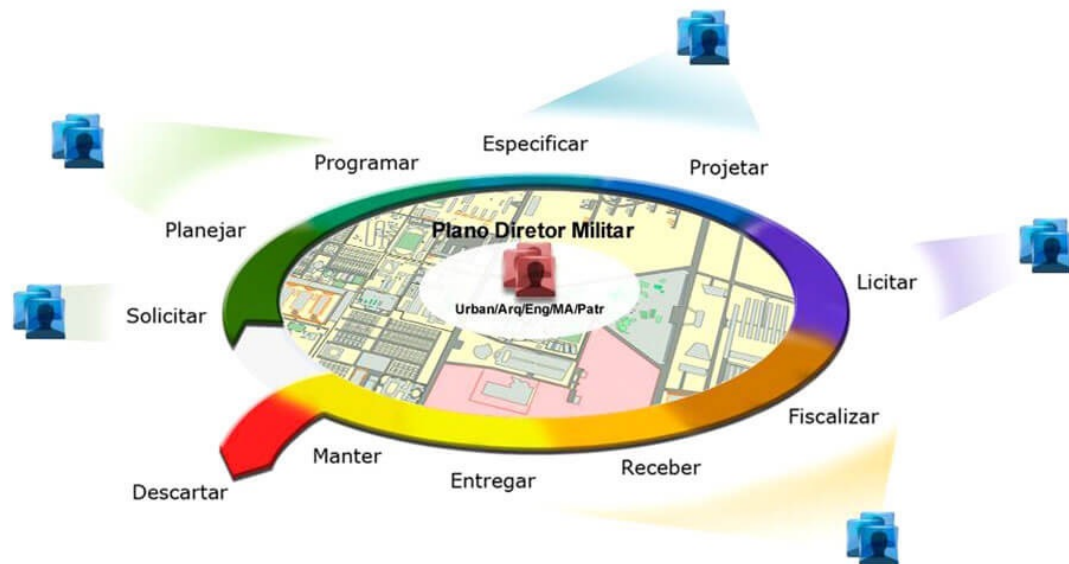 Especificar
Programar
Projetar
Planejar
Plano Diretor Militar
Licitar
Urban/Arq/Eng/MA/Patr
Solicitar
Fiscalizar
Manter
Receber
Entregar
Descartar